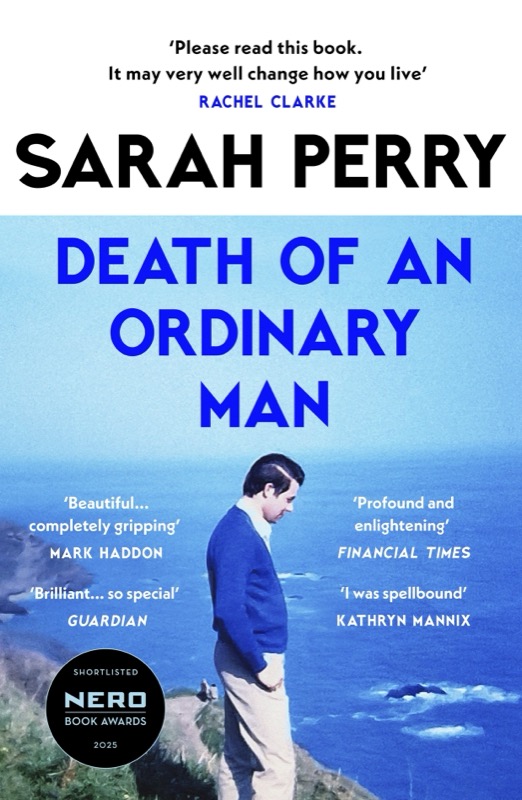 ‘Please read this book.
It may very well change how you live’
RACHEL CLARKE
SARAH PERRY
DEATH OF AN
ORDINARY
MAN
‘Beautiful...
completely gripping’
MARK HADDON
‘Brilliant... so special’
GUARDIAN
‘Profound and
enlightening’
FINANCIAL TIMES
‘I was spellbound’
KATHRYN MANNIX
SHORTLISTED
NERO
BOOK AWARDS
2025